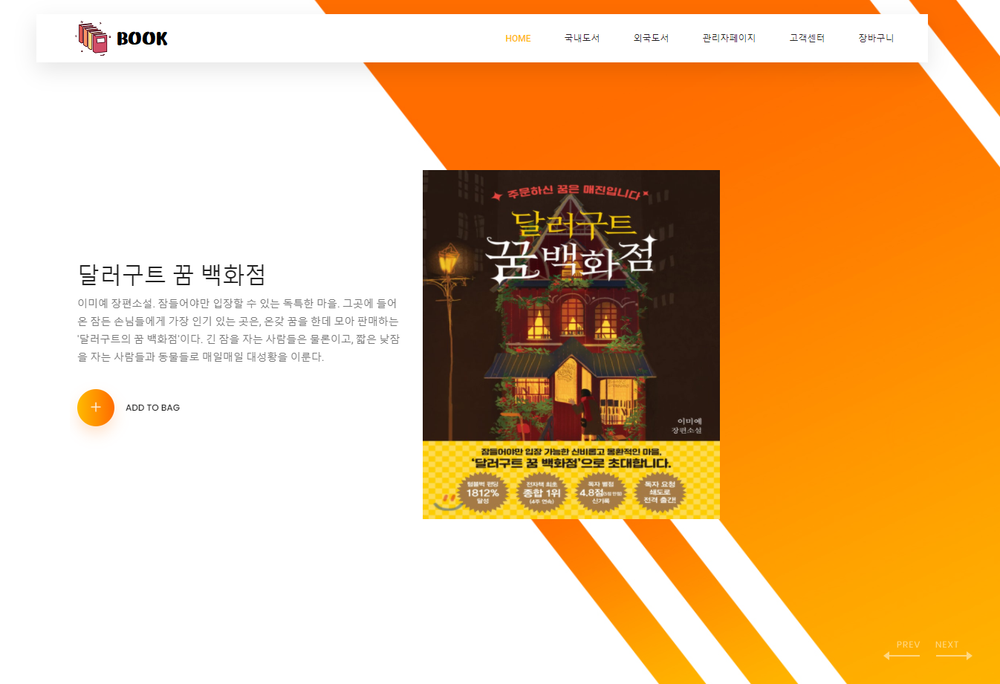 BOOK
HOME
국내도서
외국도서
관리자페이지
고객센터
장바구니
달러구트 꿈 백화점
이미예 장편소설. 잠들어야만 입장할 수 있는 독특한 마을. 그곳에 들어
온 잠든 손님들에게 가장 인기 있는 곳은, 온갖 꿈을 한데 모아 판매하는
'달러구트의 꿈 백화점'이다. 긴 잠을 자는 사람들은 물론이고, 짧은 낮잠
을 자는 사람들과 동물들로 매일매일 대성황을 이룬다.
+
ADD TO BAG
주문하신 꿈은 매진입니다
달러구트
꿈백화점
이미예
장편소설
잠들어야만 입장 가능한 신비롭고 몽환적인 마을,
‘달러구트 꿈 백화점’으로 초대합니다.
텀블벅 펀딩
1812%
달성
전자책 최초
종합 1위
(4주 연속)
독자 평점
4.8점(5점 만점)
신기록
독자 요청
쇄도로
전격 출간!
PREV
NEXT